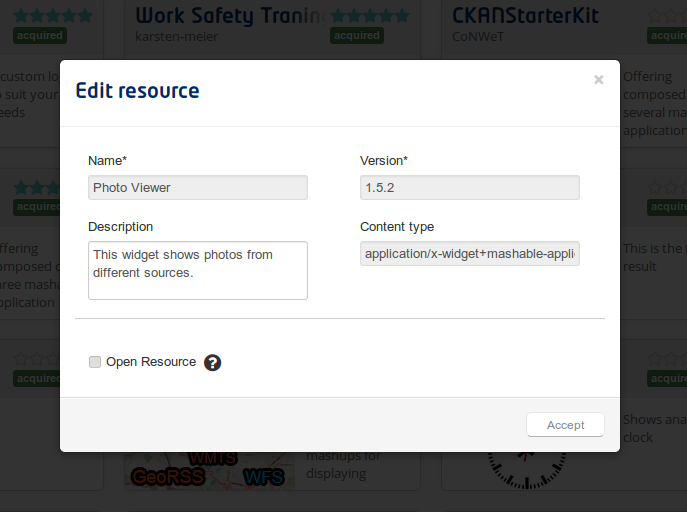 Work Safety Tranin
karsten-meier
acquired
acquired
CKANStarterKit
CoNWeT
acquired
custom lo
suit your
eeds
Offering
composed
several ma
application
Edit resource
×
Name*
Version*
Photo Viewer
1.5.2
Description
Content type
This widget shows photos from
different sources.
application/x-widget+mashable-appli
acquired
acquired
ffering
omposed o
ree masha
plication
This is the f
result
Open Resource ?
acquired
acquired
Accept
Shows ana
clock
mashups for
displaying
WMTS
GeoRSS
WFS